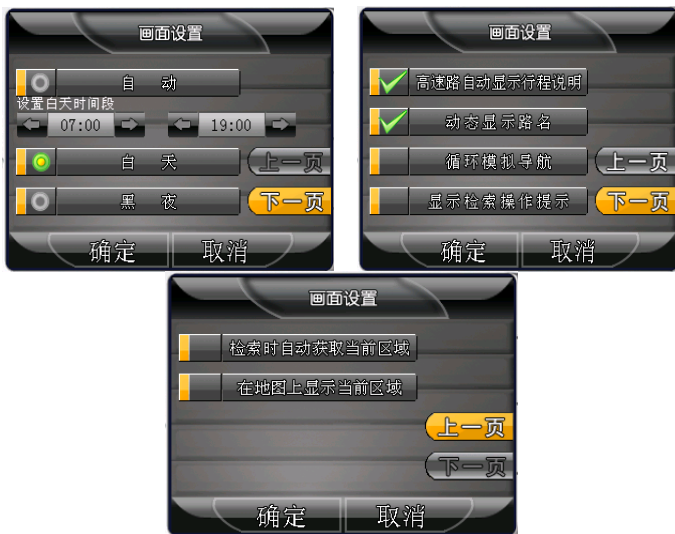 画面设置
自 动
设置白天时间段
07:00 19:00
白 天 上一页
黑 夜 下一页
确定 取消
画面设置
高速路自动显示行程说明
动态显示路名
循环模拟导航 上一页
显示检索操作提示 下一页
确定 取消
画面设置
检索时自动获取当前区域
在地图上显示当前区域
上一页
下一页
确定 取消